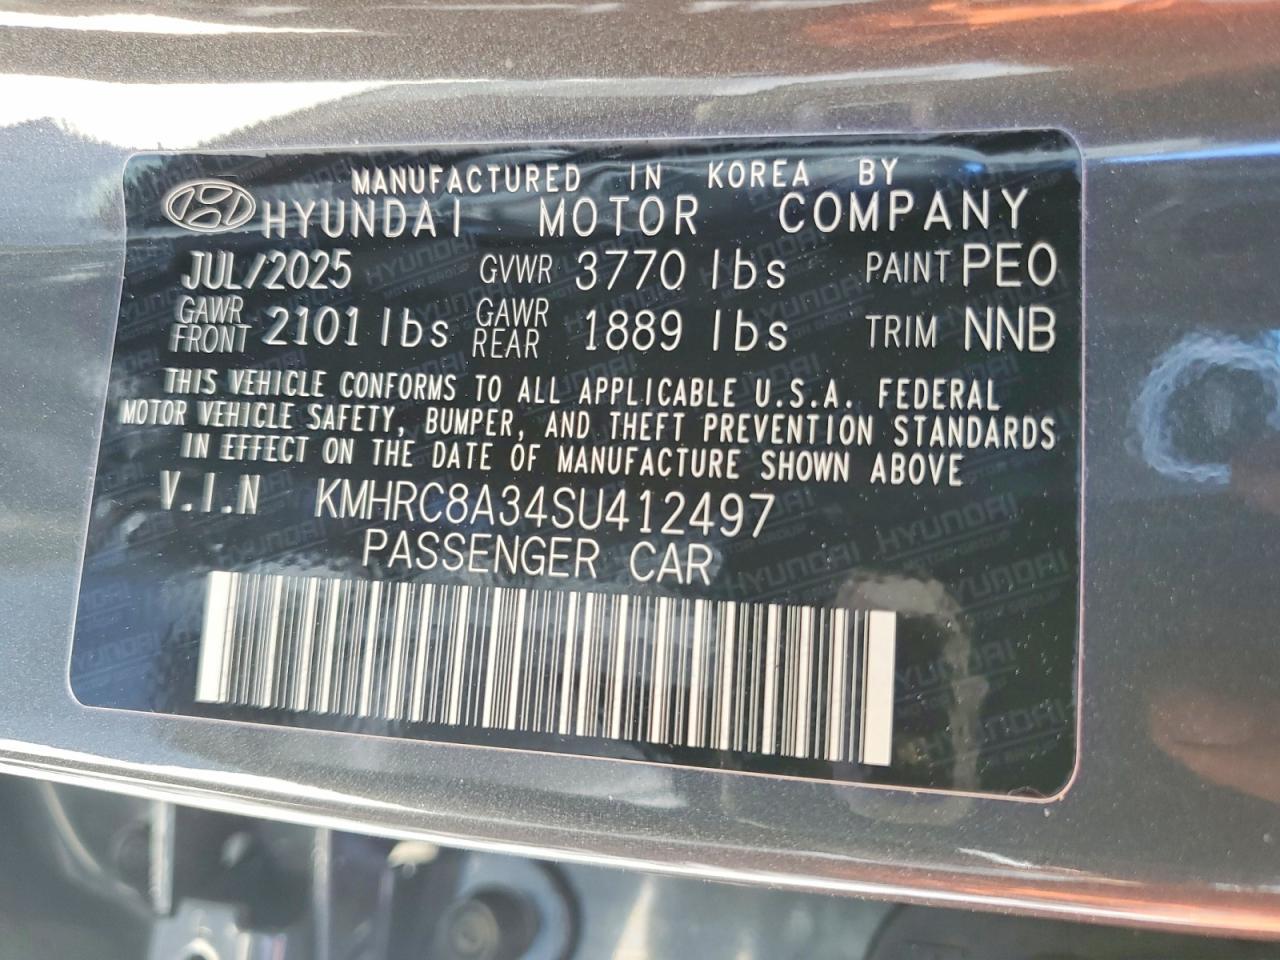 MANUFACTURED IN KOREA BY
HYUNDAI MOTOR COMPANY
JUL/2025 GVWR 3770 lbs PAINT PEO
GAWR FRONT 2101 lbs GAWR REAR 1889 lbs TRIM NNB
THIS VEHICLE CONFORMS TO ALL APPLICABLE U.S.A. FEDERAL
MOTOR VEHICLE SAFETY, BUMPER, AND THEFT PREVENTION STANDARDS
IN EFFECT ON THE DATE OF MANUFACTURE SHOWN ABOVE
V.I.N KMHRC8A34SU412497
PASSENGER CAR